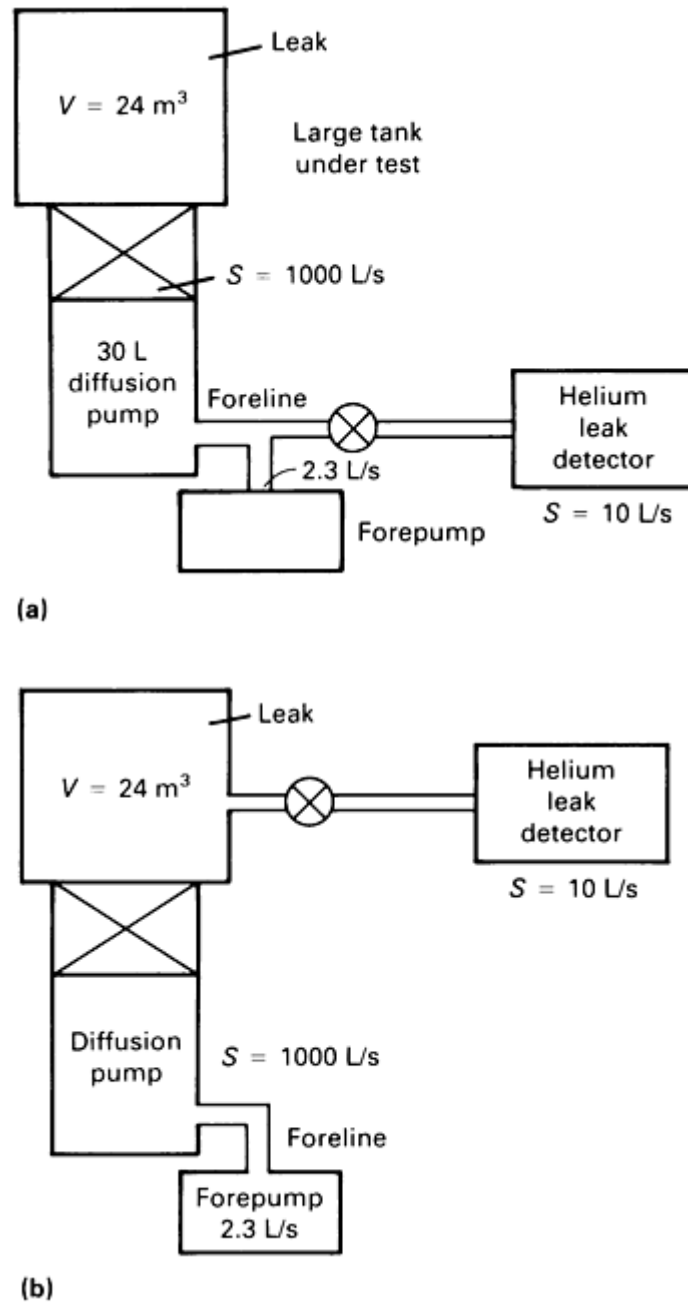 Leak
V = 24 m³
Large tank
under test
S = 1000 L/s
30 L
diffusion
pump
Foreline
Helium
leak
detector
2.3 L/s
S = 10 L/s
Forepump
(a)
Leak
V = 24 m³
Helium
leak
detector
S = 10 L/s
Diffusion
pump
S = 1000 L/s
Foreline
Forepump
2.3 L/s
(b)